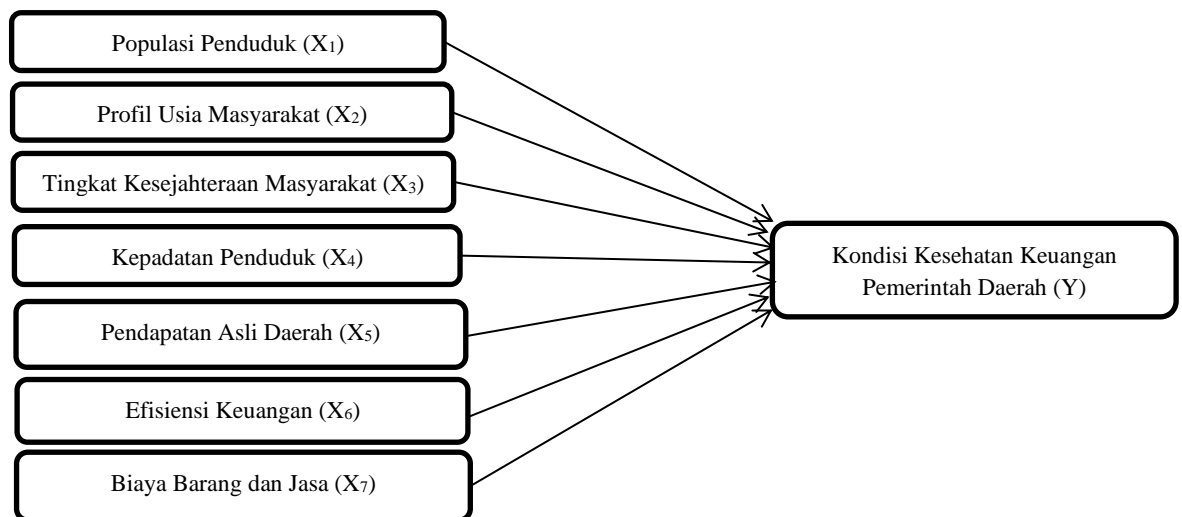 Populasi Penduduk (X₁)
Profil Usia Masyarakat (X₂)
Tingkat Kesejahteraan Masyarakat (X₃)
Kepadatan Penduduk (X₄)
Pendapatan Asli Daerah (X₅)
Efisiensi Keuangan (X₆)
Biaya Barang dan Jasa (X₇)
Kondisi Kesehatan Keuangan
Pemerintah Daerah (Y)